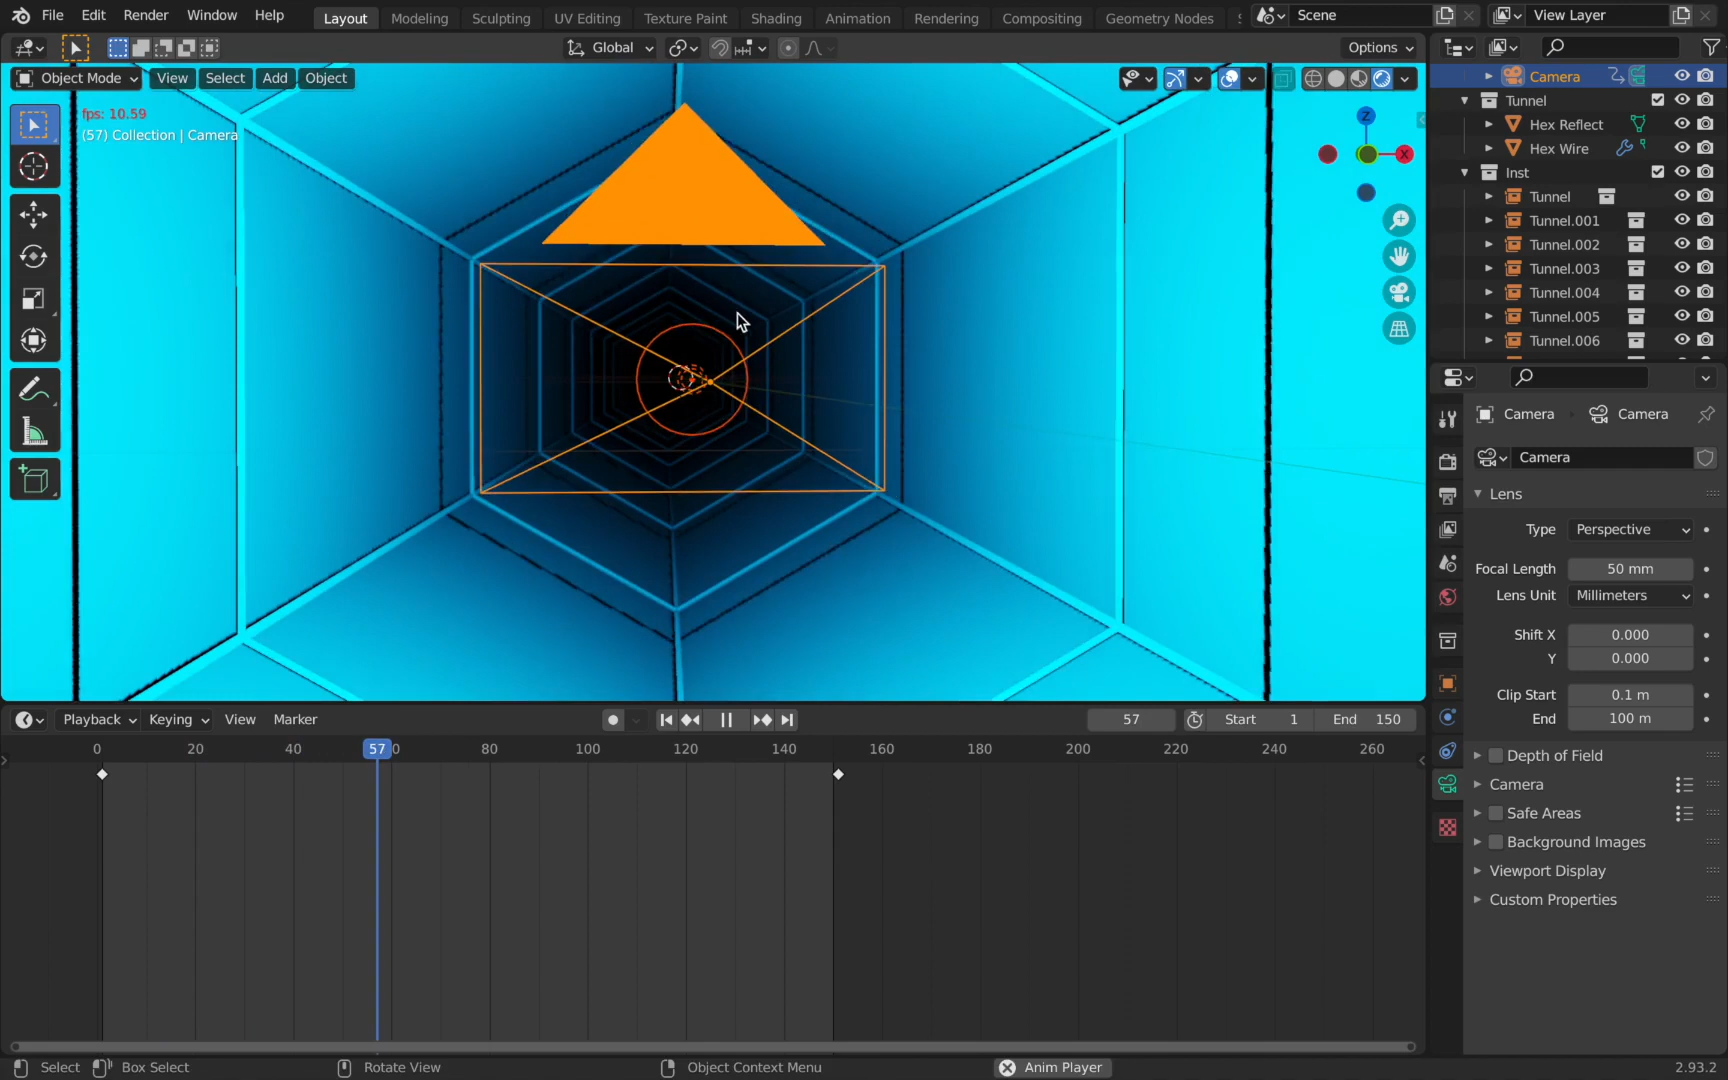 File Edit Render Window Help Layout Modeling Sculpting UV Editing Texture Paint Shading Animation Rendering Compositing Geometry Nodes Scene View Layer
Global Options
Object Mode View Select Add Object
fps: 10.59
(57) Collection | Camera
Z
X
Camera
Tunnel
Hex Reflect
Hex Wire
Inst
Tunnel
Tunnel.001
Tunnel.002
Tunnel.003
Tunnel.004
Tunnel.005
Tunnel.006
Camera Camera
Camera
Lens
Type Perspective
Focal Length 50 mm
Lens Unit Millimeters
Shift X 0.000
Y 0.000
Clip Start 0.1 m
End 100 m
Depth of Field
Camera
Safe Areas
Background Images
Viewport Display
Custom Properties
Playback Keying View Marker 57 Start 1 End 150
0 20 40 57 80 100 120 140 160 180 200 220 240 260
Select Box Select Rotate View Object Context Menu Anim Player 2.93.2